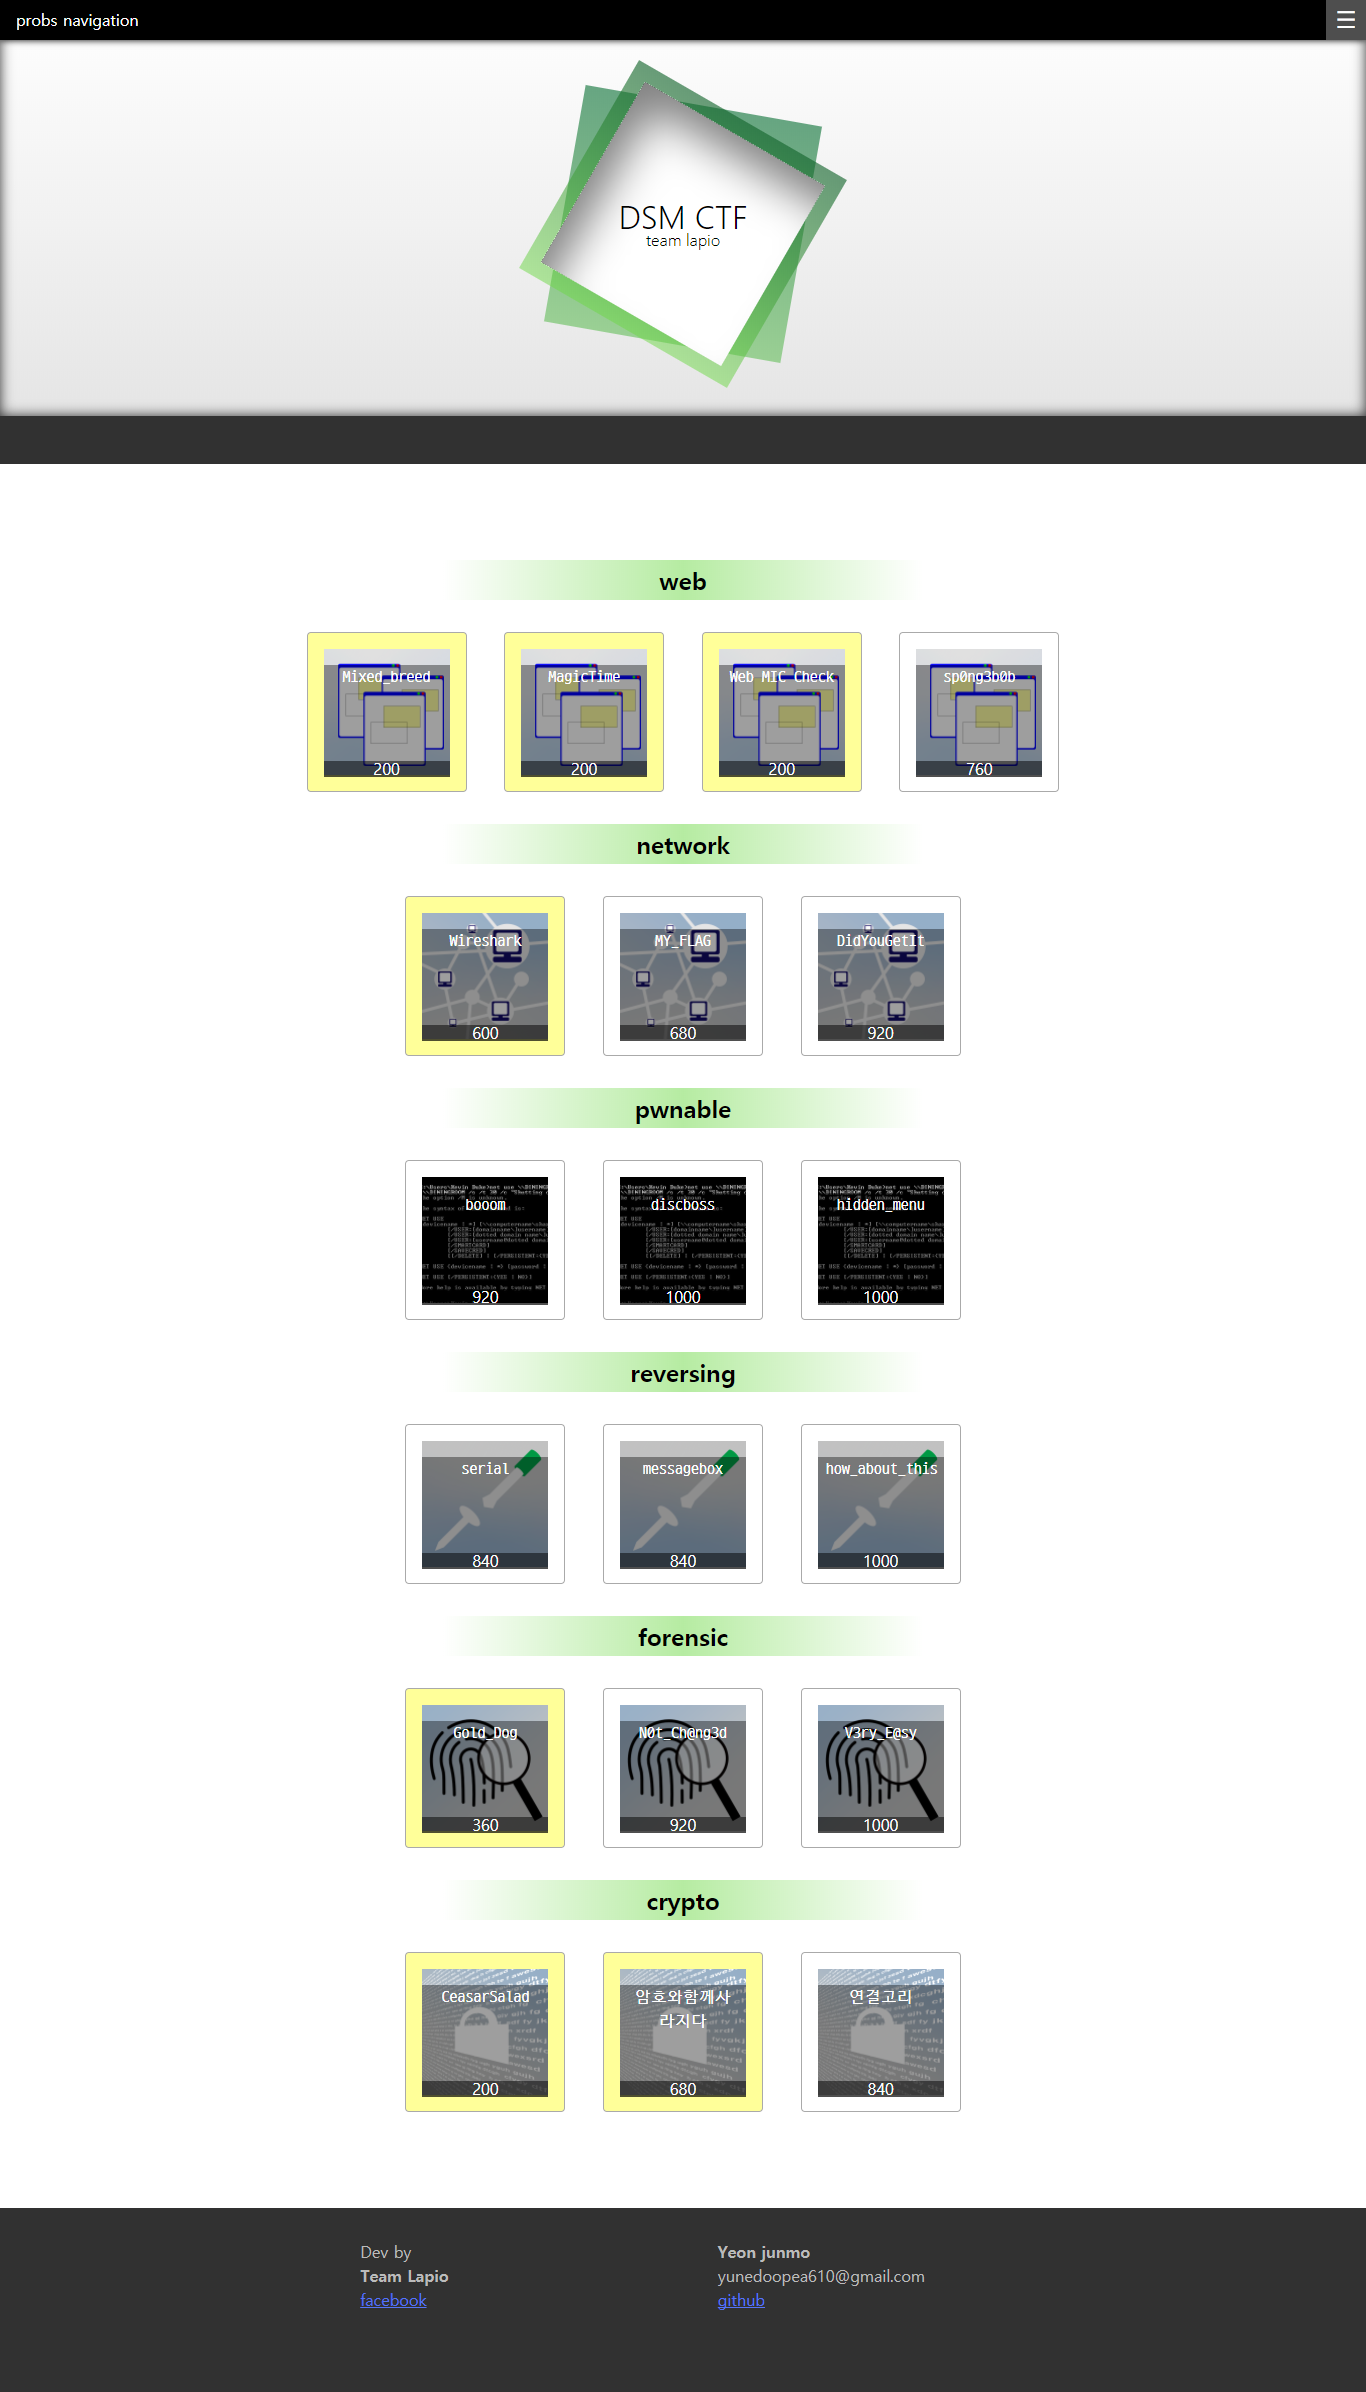 probs navigation
DSM CTF
team lapio
web
Mixed_breed
200
MagicTime
200
Web MIC Check
200
sp0ng3b0b
760
network
Wireshark
600
MY_FLAG
680
DidYouGetIt
920
pwnable
booom
920
discboss
1000
hidden_menu
1000
reversing
serial
840
messagebox
840
how_about_this
1000
forensic
Gold_Dog
360
N0t_Ch@ng3d
920
V3ry_E@sy
1000
crypto
CeasarSalad
200
암호와함께사
라지다
680
연결고리
840
Dev by
Team Lapio
facebook
Yeon junmo
yunedoopea610@gmail.com
github